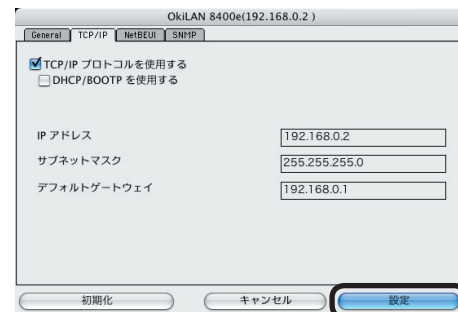 OkiLAN 8400e(192.168.0.2 )
General TCP/IP NetBEUI SNMP
TCP/IP プロトコルを使用する
DHCP/BOOTP を使用する
IP アドレス 192.168.0.2
サブネットマスク 255.255.255.0
デフォルトゲートウェイ 192.168.0.1
初期化 キャンセル 設定